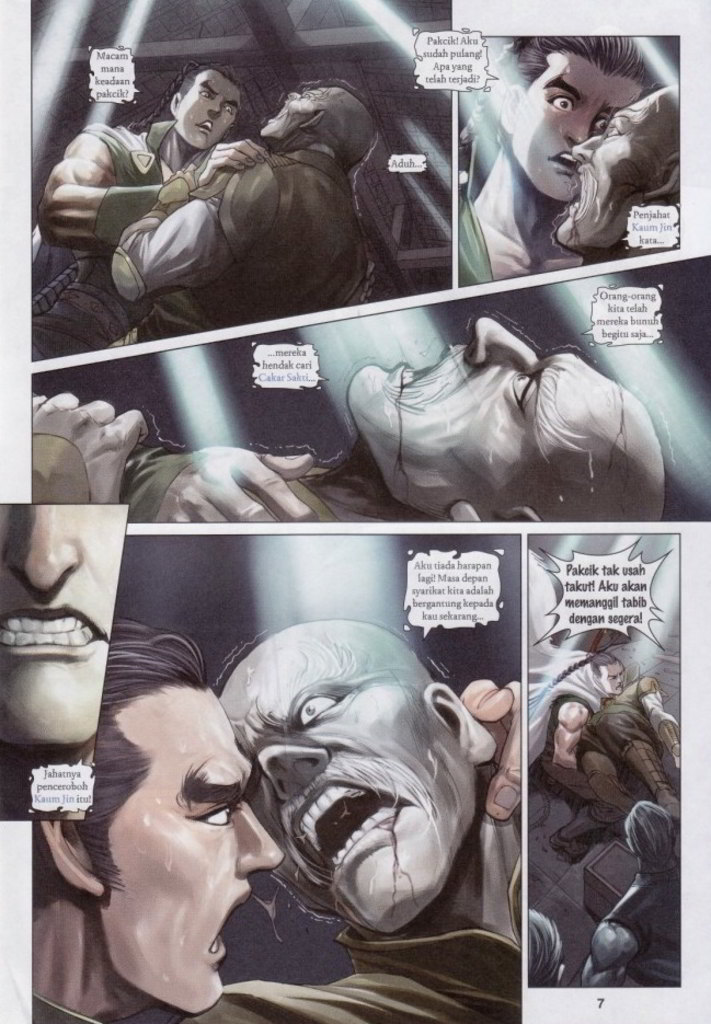 Macam
mana
keadaan
pakcik?
Pakcik! Aku
sudah pulang!
Apa yang
telah terjadi?
Aduh...
Penjahat
Kaum Jin
kata...
...mereka
hendak cari
Cakar Sakti...
Orang-orang
kita telah
mereka bunuh
begitu saja...
Jahatnya
penceroboh
Kaum Jin!
Aku tiada harapan
lagi! Masa depan
syarikat kita adalah
bergantung kepada
kau sekarang...
Pakcik tak usah
takut! Aku akan
memanggil tabib
dengan segera!
7